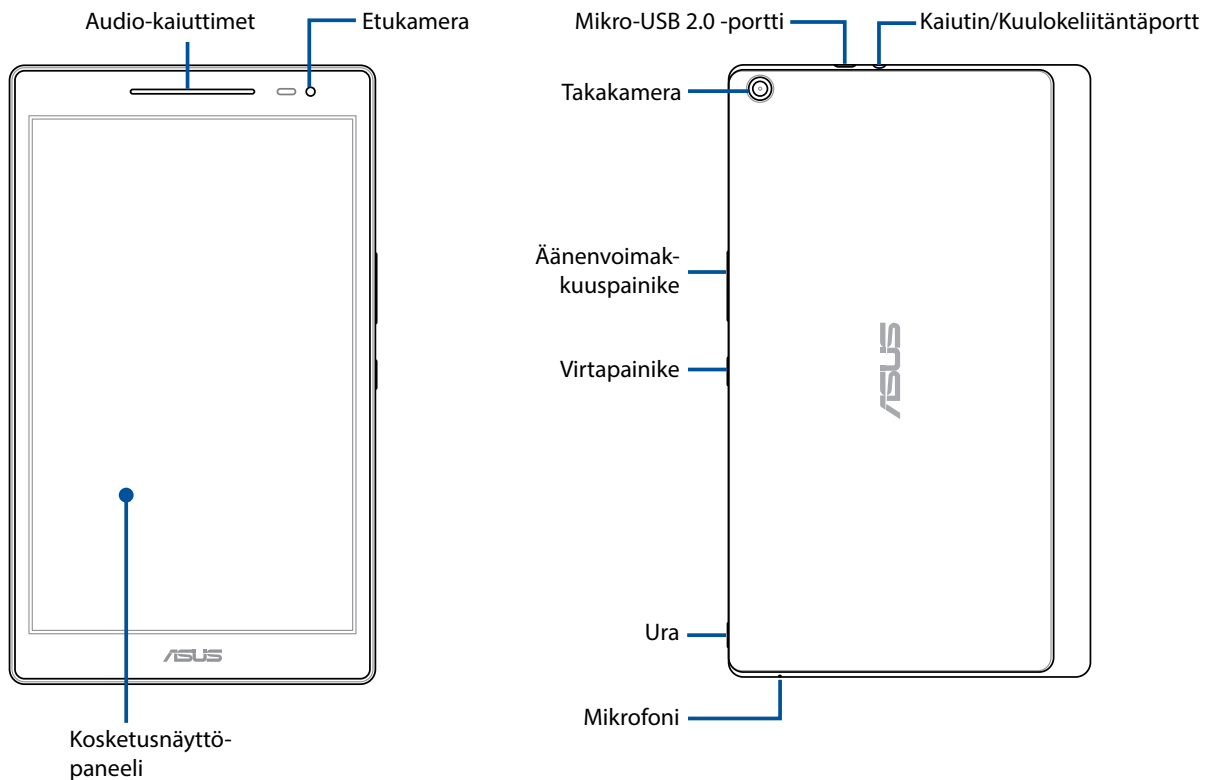 Audio-kaiuttimet
Etukamera
Mikro-USB 2.0 -portti
Kaiutin/Kuulokeliitäntäportt
Takakamera
Äänenvoimak-
kuuspainike
Virtapainike
ASUS
Ura
ASUS
Mikrofoni
Kosketusnäyttö-
paneeli